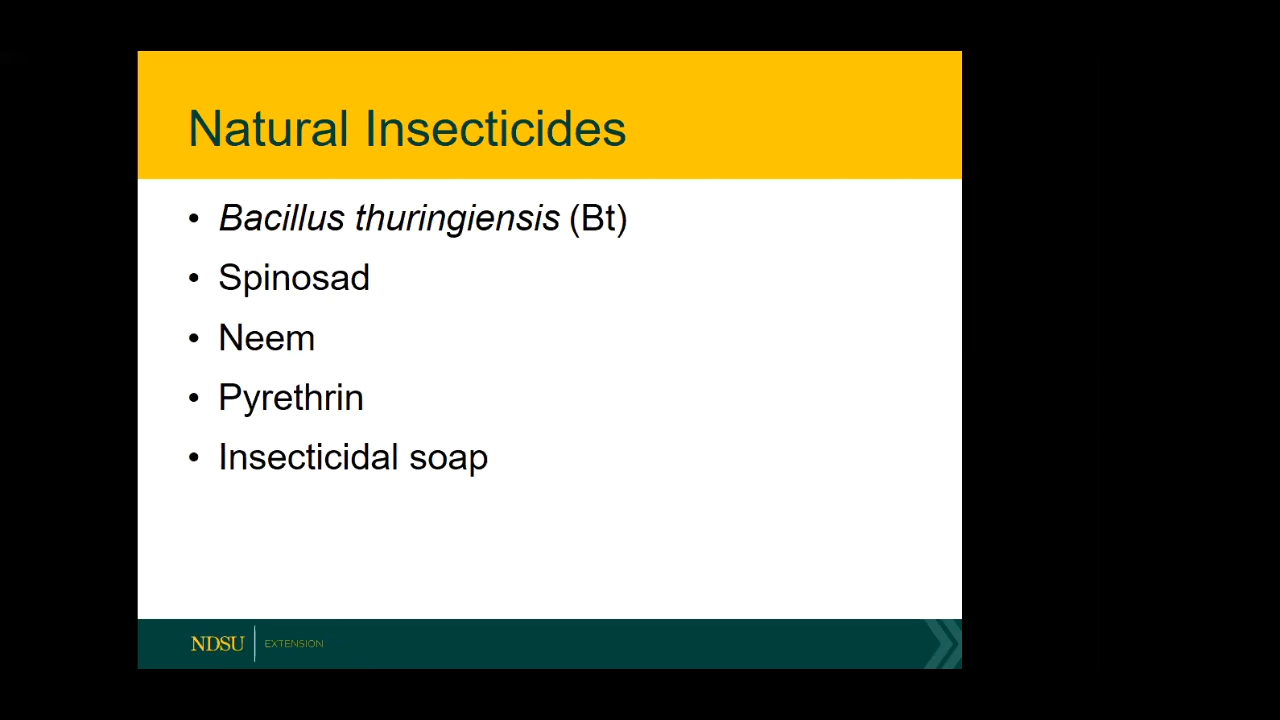 Natural Insecticides
• Bacillus thuringiensis (Bt)
• Spinosad
• Neem
• Pyrethrin
• Insecticidal soap
NDSU EXTENSION